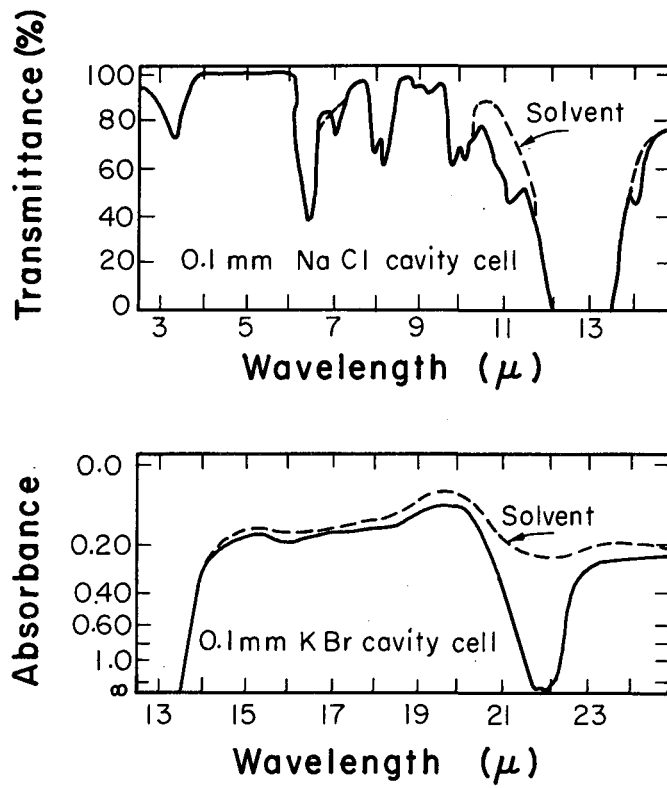 Transmittance (%)
100
80
60
40
20
0
Solvent
0.1 mm NaCl cavity cell
3 5 7 9 11 13
Wavelength (μ)
Absorbance
0.0
0.20
0.40
0.60
1.0
∞
Solvent
0.1mm KBr cavity cell
13 15 17 19 21 23
Wavelength (μ)